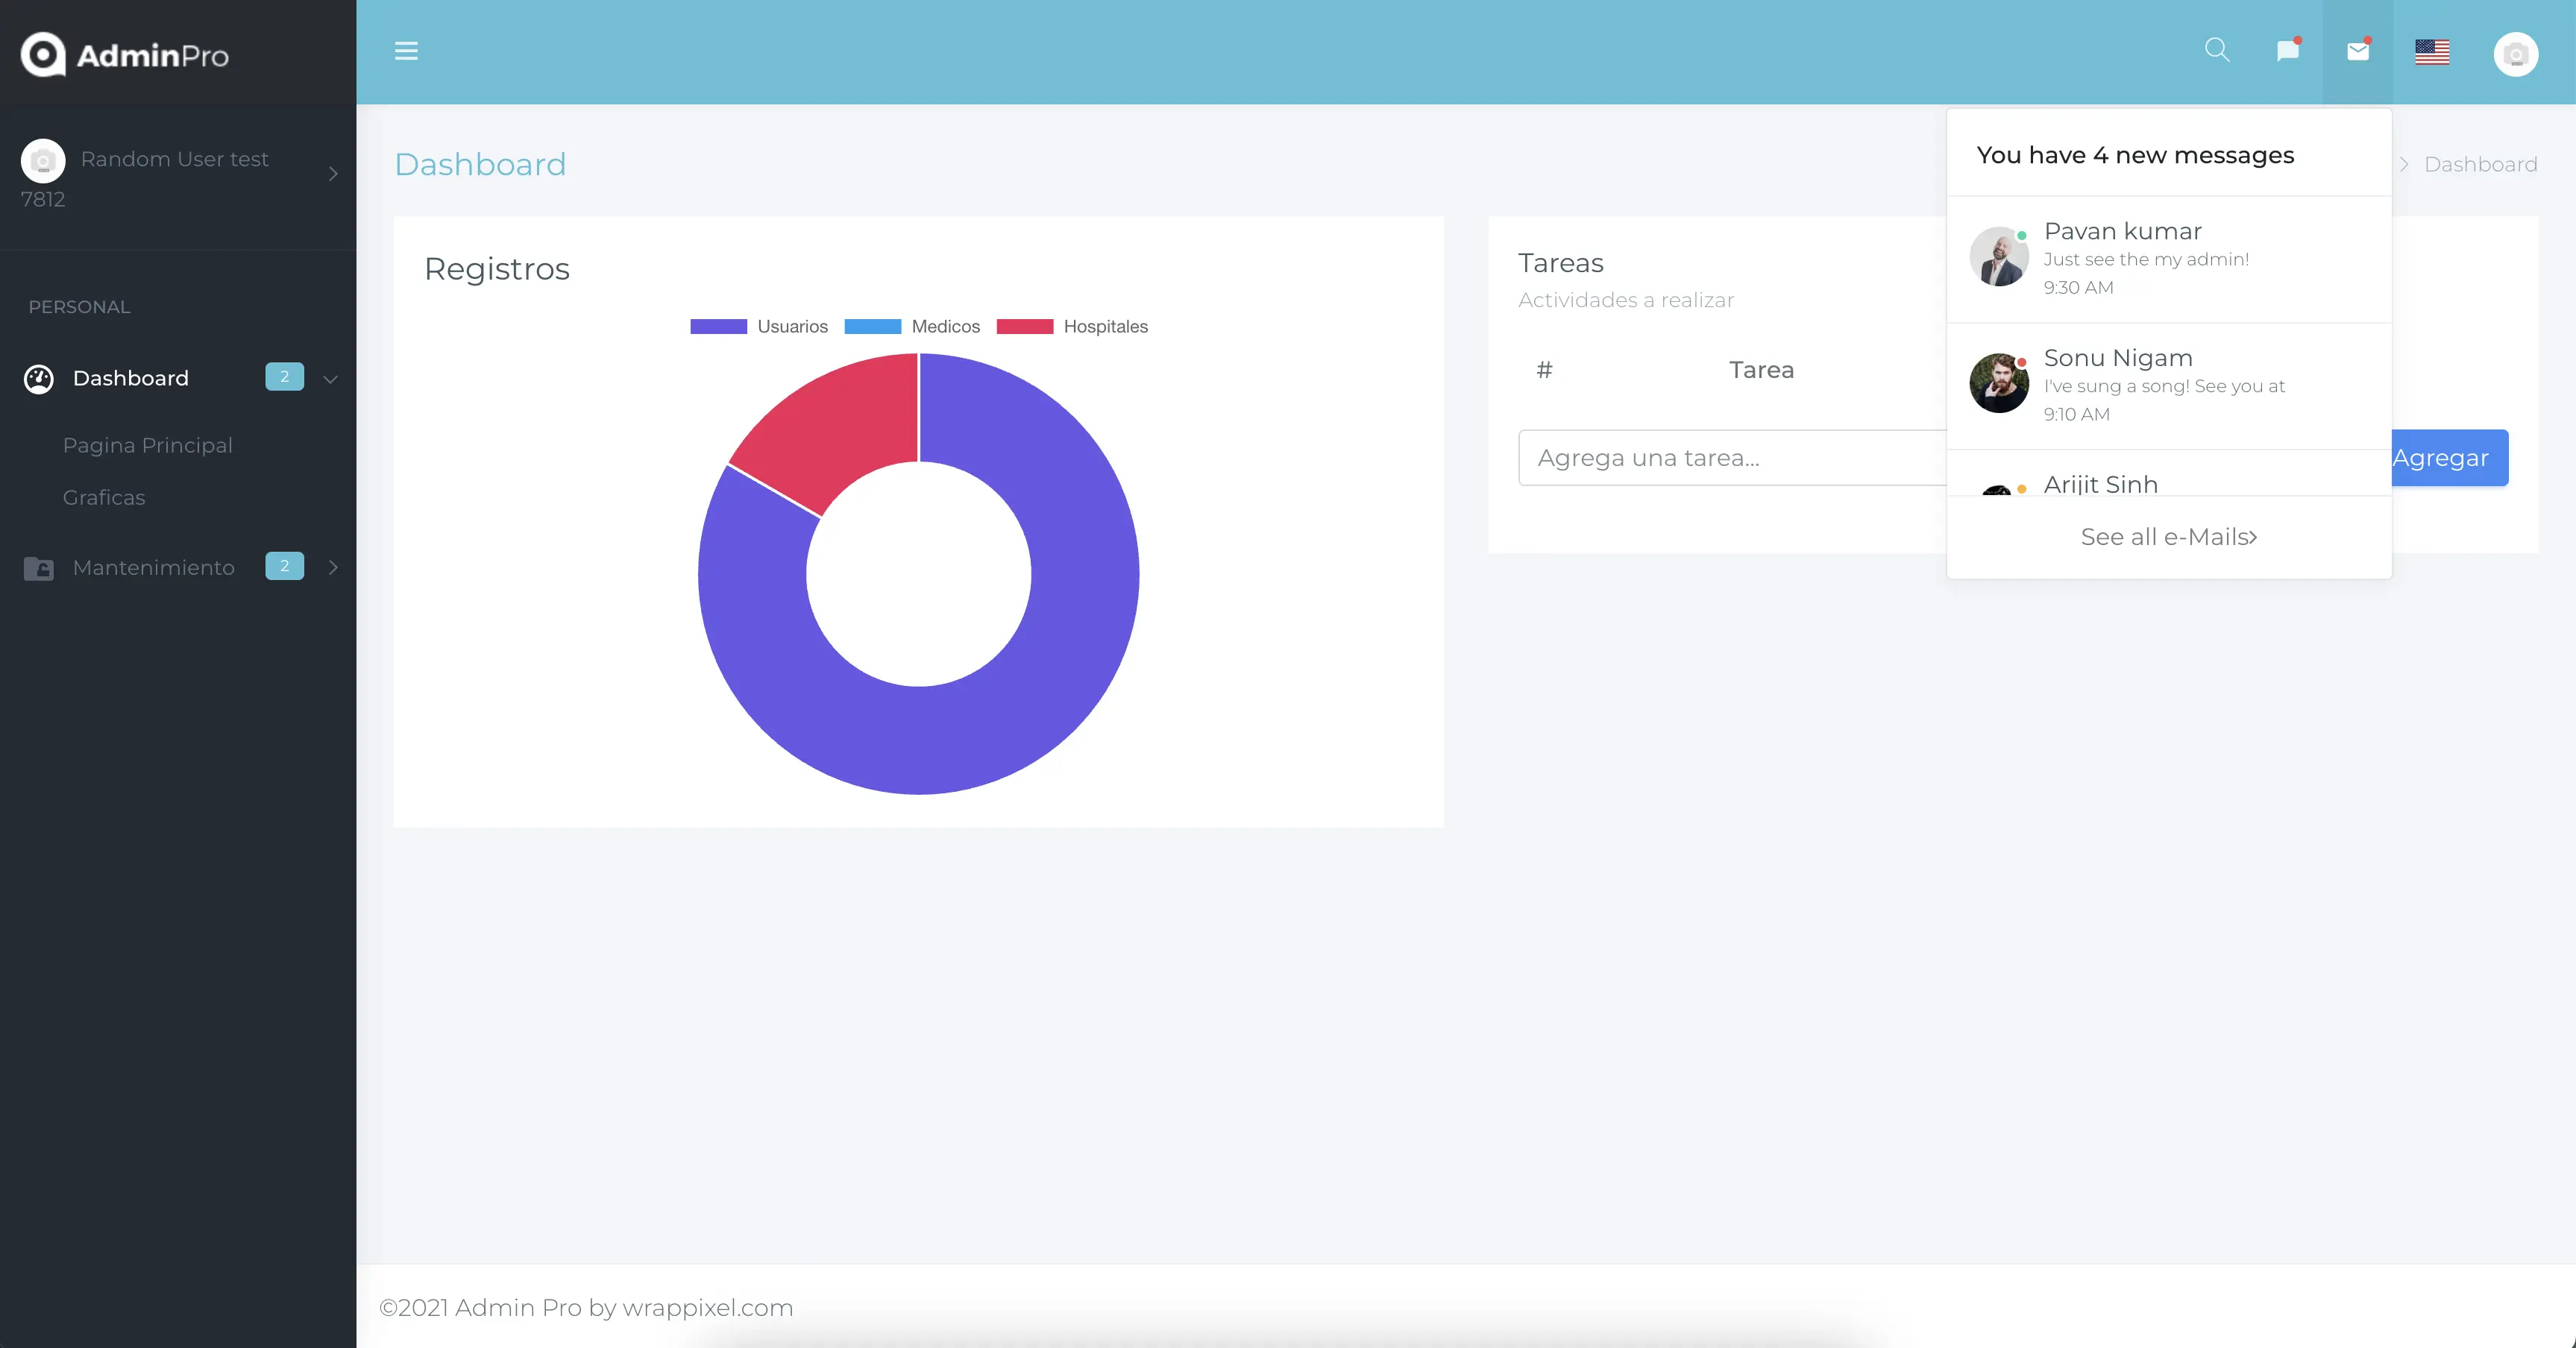 AdminPro
Random User test
7812
PERSONAL
Dashboard
2
Pagina Principal
Graficas
Mantenimiento
2
Dashboard
Dashboard
Registros
Usuarios
Medicos
Hospitales
Tareas
Actividades a realizar
#
Tarea
Agrega una tarea...
Agregar
You have 4 new messages
Pavan kumar
Just see the my admin!
9:30 AM
Sonu Nigam
I've sung a song! See you at
9:10 AM
Arijit Sinh
See all e-Mails
©2021 Admin Pro by wrappixel.com